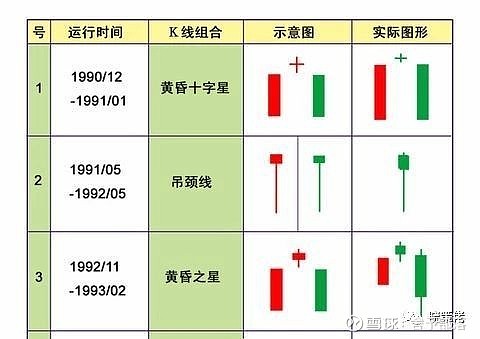 号 运行时间 K线组合 示意图 实际图形
1 1990/12 -1991/01 黄昏十字星
2 1991/05 -1992/05 吊颈线
3 1992/11 -1993/02 黄昏之星
雪球